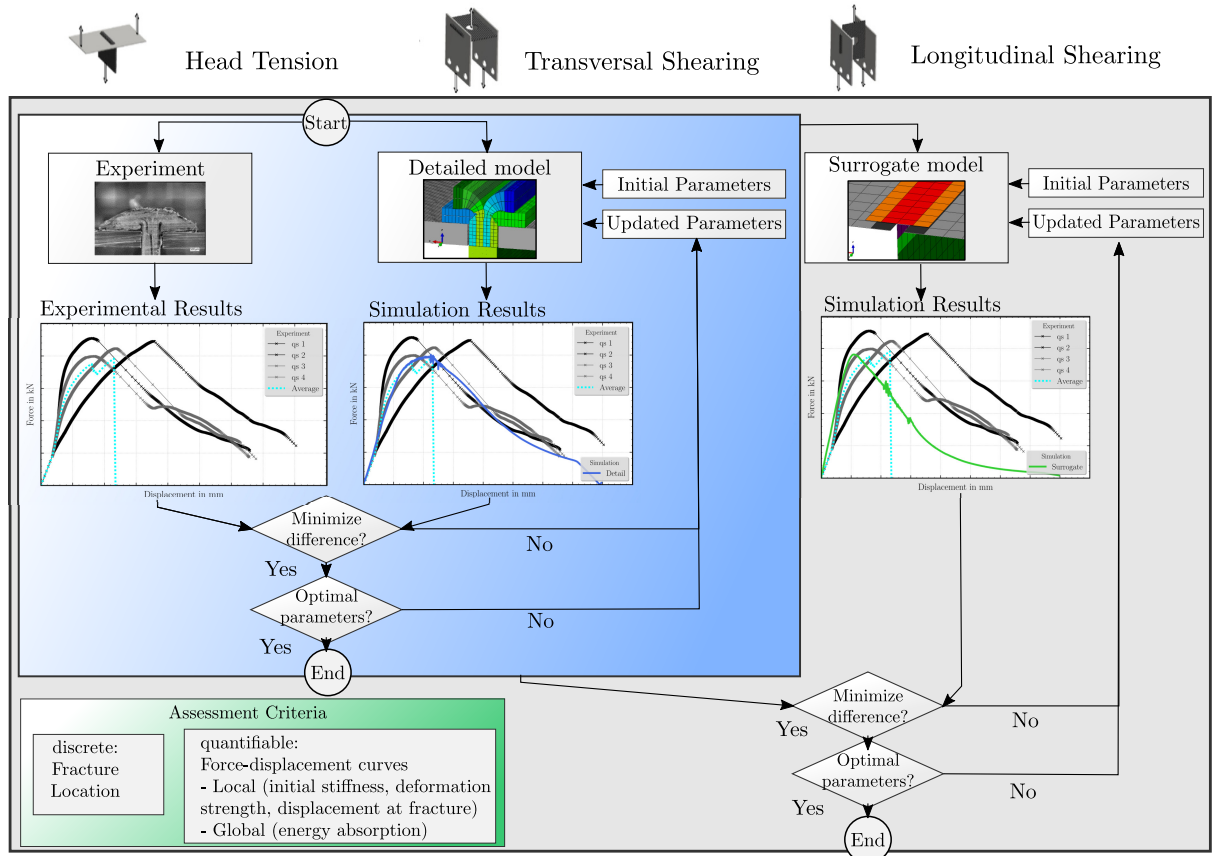 Head Tension
Transversal Shearing
Longitudinal Shearing
Start
Experiment
Detailed model
Initial Parameters
Updated Parameters
Surrogate model
Initial Parameters
Updated Parameters
Experimental Results
Force in kN
Displacement in mm
Experiment
qs 1
qs 2
qs 3
qs 4
Average
Simulation Results
Force in kN
Displacement in mm
Experiment
qs 1
qs 2
qs 3
qs 4
Average
Simulation
Detail
Simulation Results
Force in kN
Displacement in mm
Experiment
qs 1
qs 2
qs 3
qs 4
Average
Simulation
Surrogate
Minimize
difference?
No
Yes
Optimal
parameters?
No
Yes
End
Minimize
difference?
No
Yes
Optimal
parameters?
No
Yes
End
Assessment Criteria
discrete:
Fracture
Location
quantifiable:
Force-displacement curves
- Local (initial stiffness, deformation
strength, displacement at fracture)
- Global (energy absorption)